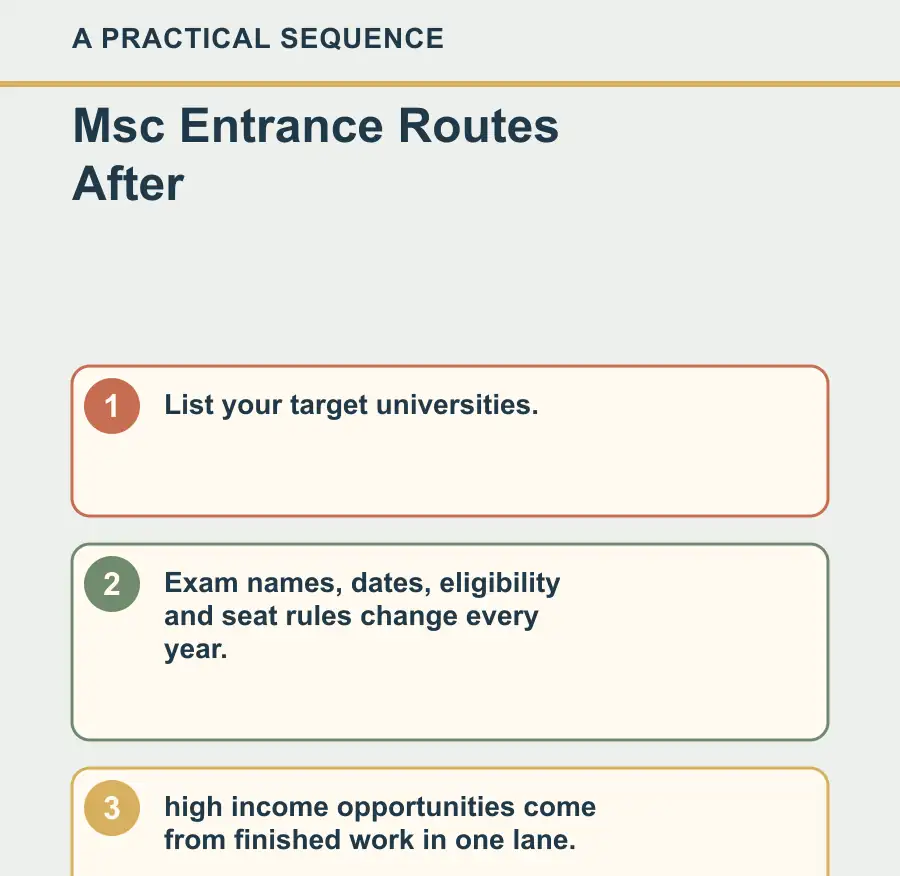 A PRACTICAL SEQUENCE
Msc Entrance Routes
After
1
List your target universities.
2
Exam names, dates, eligibility
and seat rules change every
year.
3
high income opportunities come
from finished work in one lane.